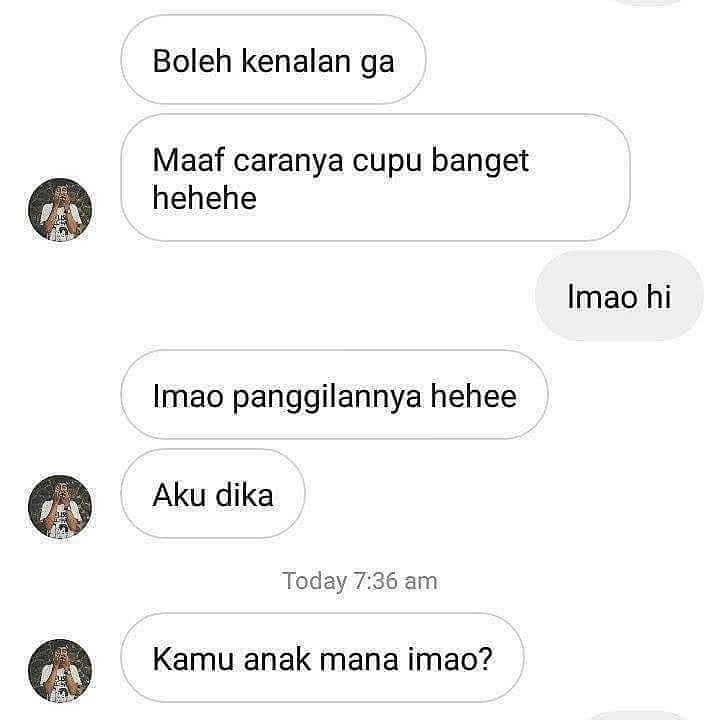 Boleh kenalan ga
Maaf caranya cupu banget
hehehe
lmao hi
Imao panggilannya hehee
Aku dika
Today 7:36 am
Kamu anak mana imao?